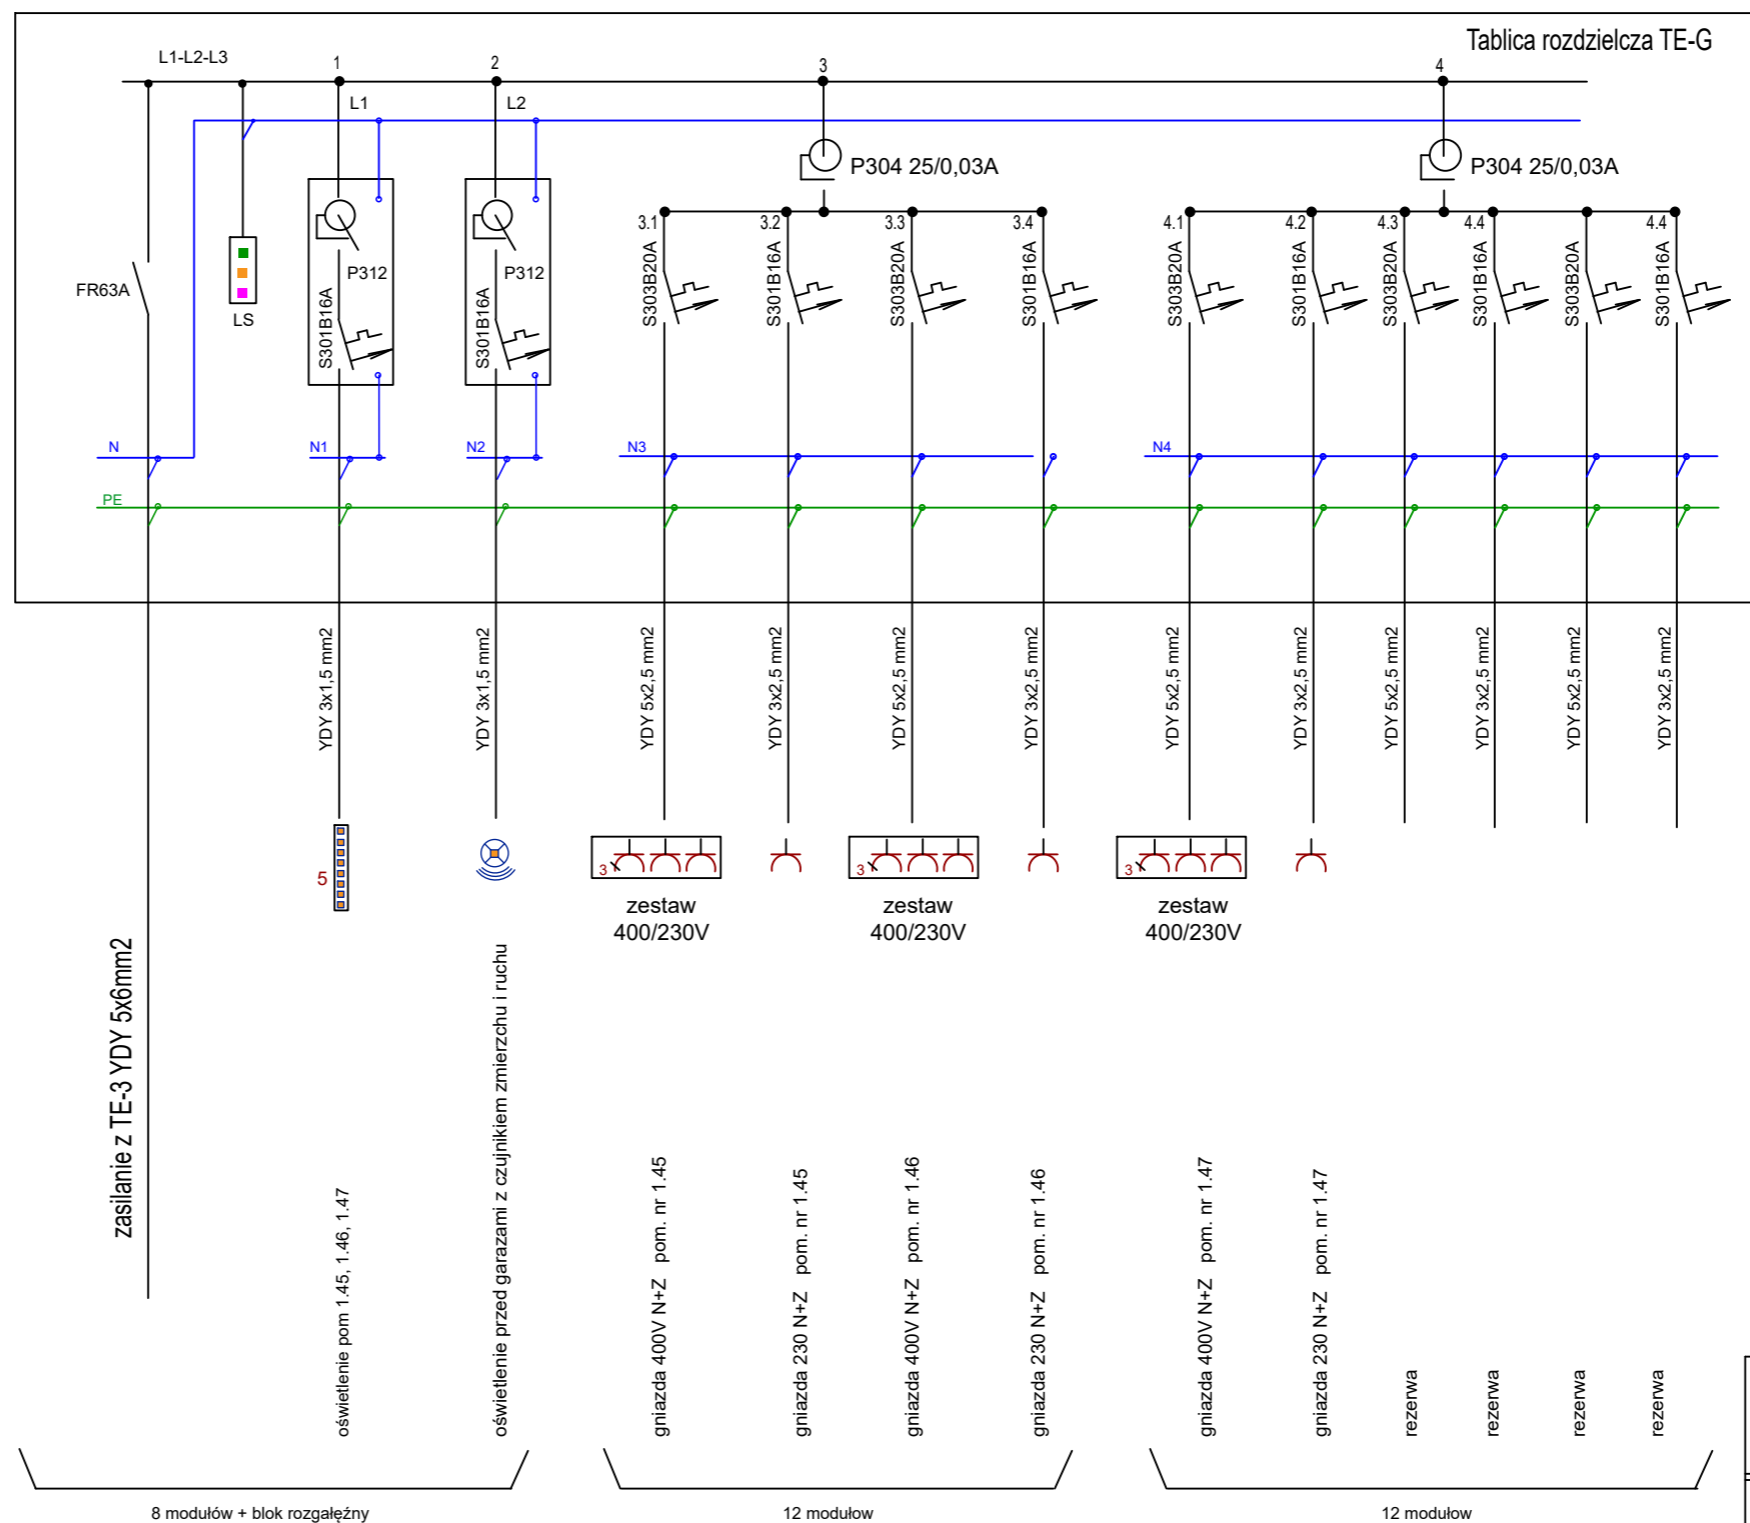 Tablica rozdzielcza TE-G
L1-L2-L3
1
2
3
4
L1
L2
P304 25/0,03A
P304 25/0,03A
3.1
3.2
3.3
3.4
4.1
4.2
4.3
4.4
4.4
FR63A
LS
P312
P312
S301B16A
S301B16A
S303B20A
S301B16A
S303B20A
S301B16A
S303B20A
S301B16A
S303B20A
S301B16A
S303B20A
S301B16A
N
N1
N2
N3
N4
PE
YDY 3x1,5 mm2
YDY 3x1,5 mm2
YDY 5x2,5 mm2
YDY 3x2,5 mm2
YDY 5x2,5 mm2
YDY 3x2,5 mm2
YDY 5x2,5 mm2
YDY 3x2,5 mm2
YDY 5x2,5 mm2
YDY 3x2,5 mm2
YDY 5x2,5 mm2
YDY 3x2,5 mm2
5
3
3
3
zestaw
400/230V
zestaw
400/230V
zestaw
400/230V
zasilanie z TE-3 YDY 5x6mm2
oświetlenie pom 1.45, 1.46, 1.47
oświetlenie przed garazami z czujnikiem zmierzchu i ruchu
gniazda 400V N+Z pom. nr 1.45
gniazda 230 N+Z pom. nr 1.45
gniazda 400V N+Z pom. nr 1.46
gniazda 230 N+Z pom. nr 1.46
gniazda 400V N+Z pom. nr 1.47
gniazda 230 N+Z pom. nr 1.47
rezerwa
rezerwa
rezerwa
rezerwa
8 modułów + blok rozgałęźny
12 modułow
12 modułow